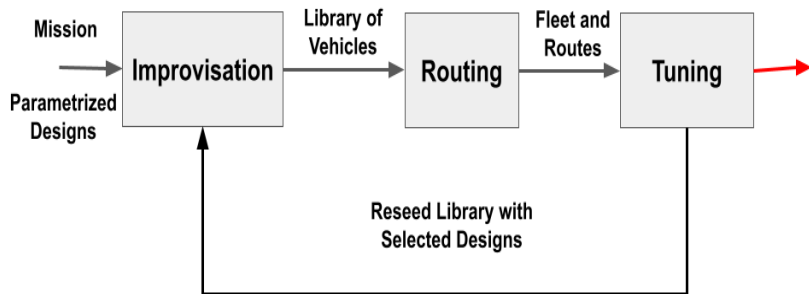 Mission
Parametrized
Designs
Improvisation
Library of
Vehicles
Routing
Fleet and
Routes
Tuning
Reseed Library with
Selected Designs